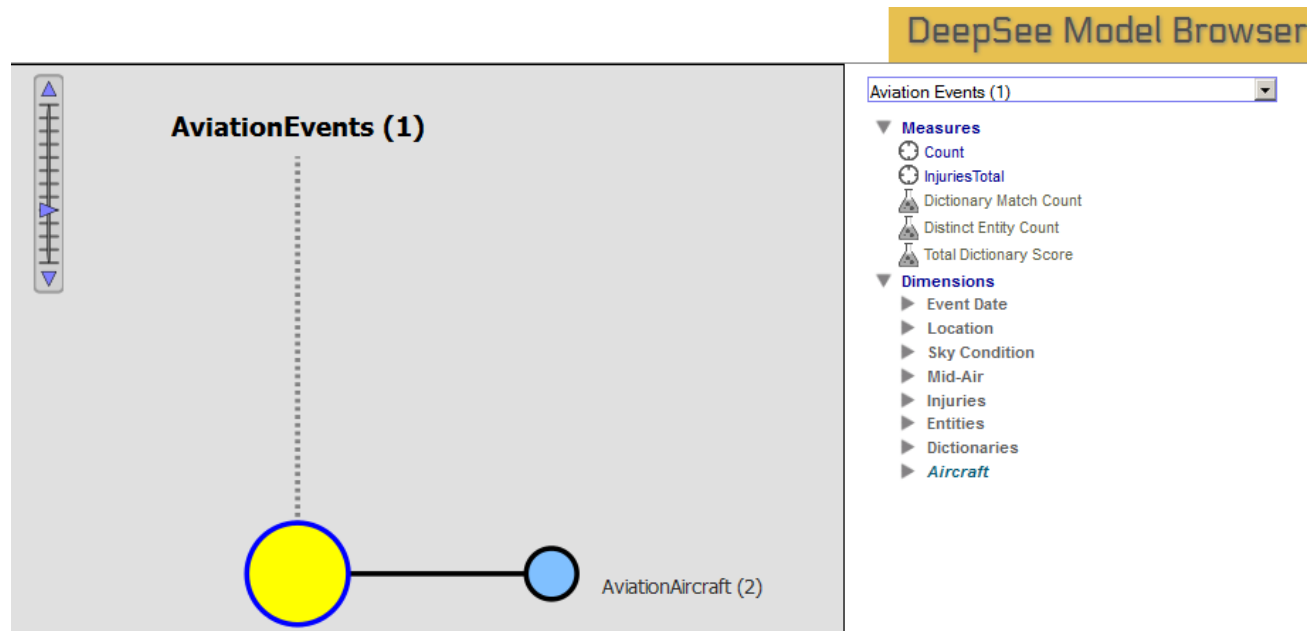 DeepSee Model Browser
AviationEvents (1)
AviationAircraft (2)
Aviation Events (1)
Measures
Count
InjuriesTotal
Dictionary Match Count
Distinct Entity Count
Total Dictionary Score
Dimensions
Event Date
Location
Sky Condition
Mid-Air
Injuries
Entities
Dictionaries
Aircraft